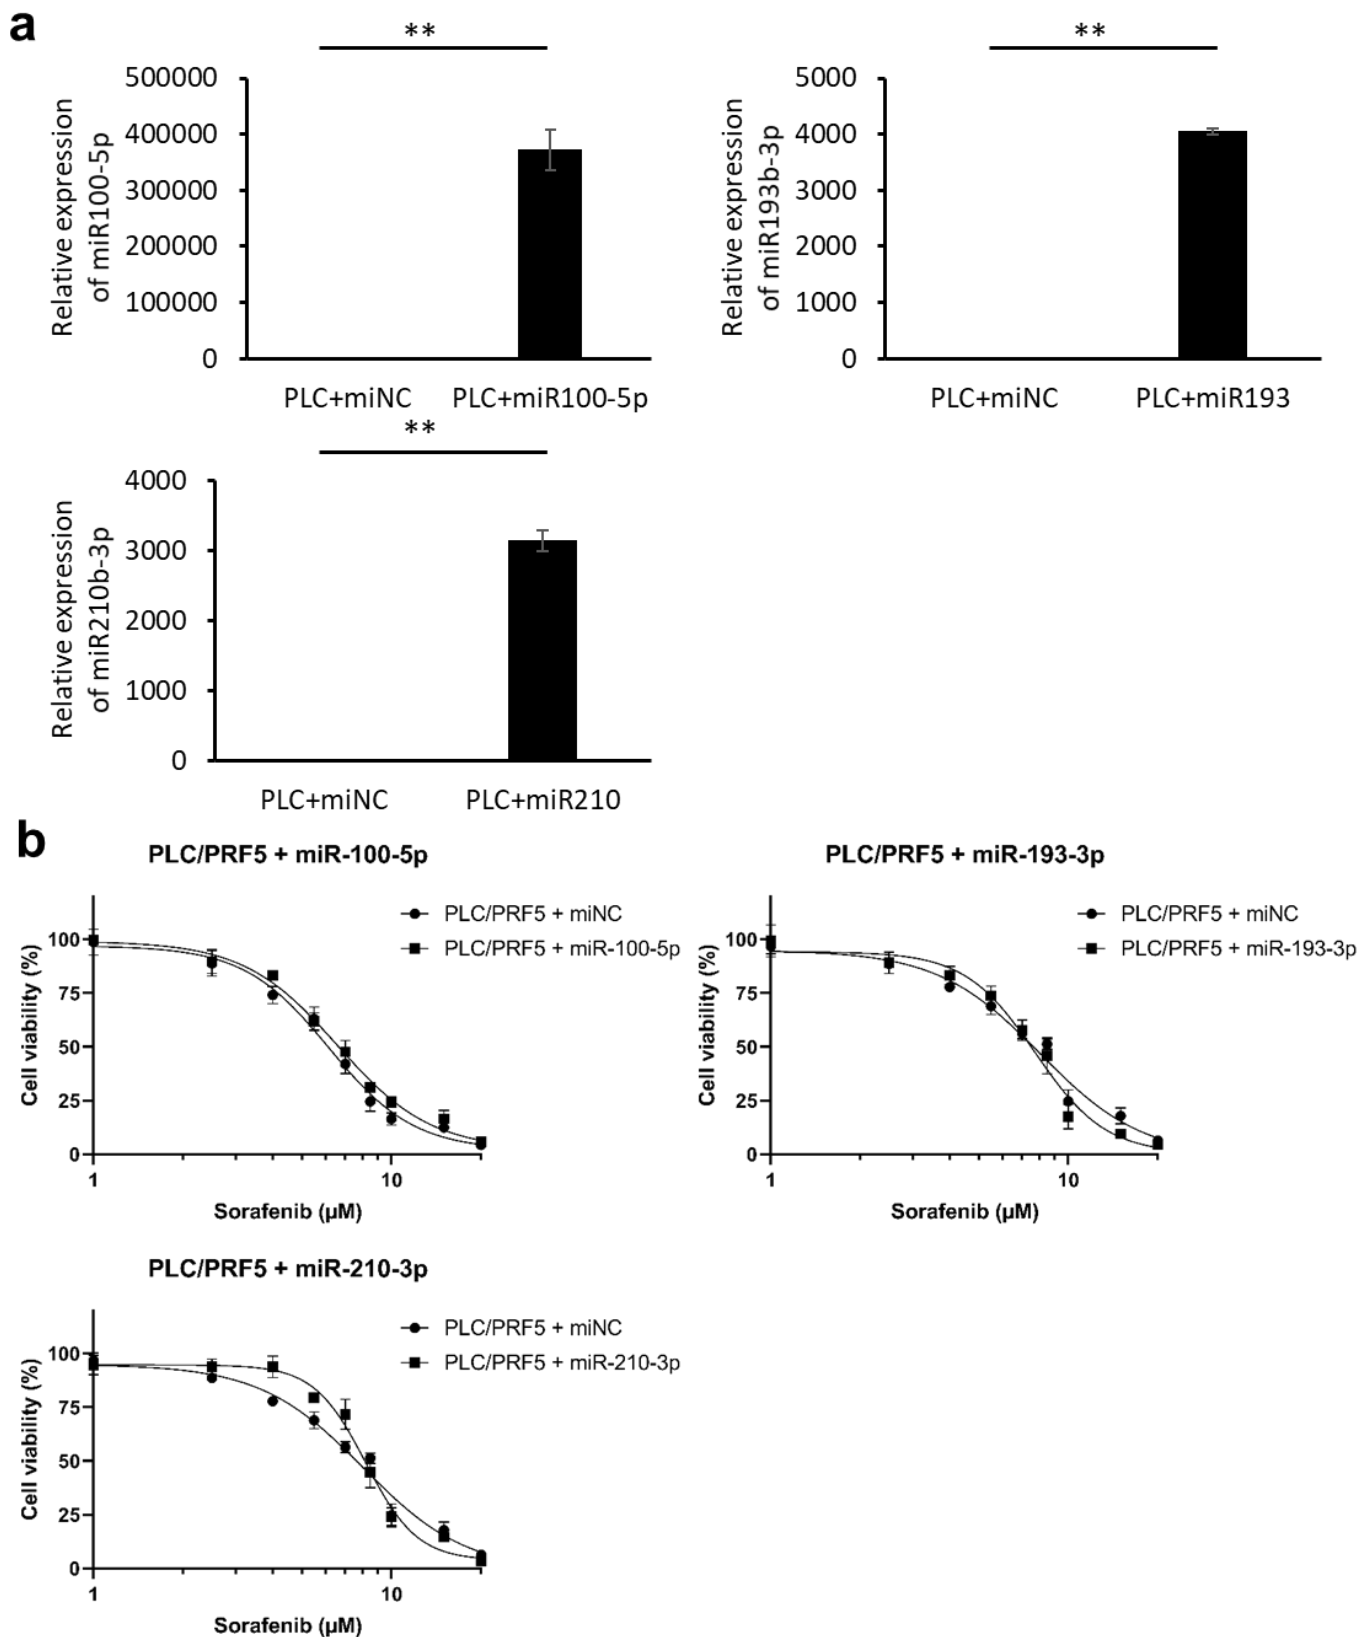 a
**
500000
400000
300000
200000
100000
0
Relative expression
of miR100-5p
PLC+miNC PLC+miR100-5p
**
5000
4000
3000
2000
1000
0
Relative expression
of miR193b-3p
PLC+miNC PLC+miR193
**
4000
3000
2000
1000
0
Relative expression
of miR210b-3p
PLC+miNC PLC+miR210
b
PLC/PRF5 + miR-100-5p
PLC/PRF5 + miNC
PLC/PRF5 + miR-100-5p
100
75
50
25
0
Cell viability (%)
1 10
Sorafenib (µM)
PLC/PRF5 + miR-193-3p
PLC/PRF5 + miNC
PLC/PRF5 + miR-193-3p
100
75
50
25
0
Cell viability (%)
1 10
Sorafenib (µM)
PLC/PRF5 + miR-210-3p
PLC/PRF5 + miNC
PLC/PRF5 + miR-210-3p
100
75
50
25
0
Cell viability (%)
1 10
Sorafenib (µM)